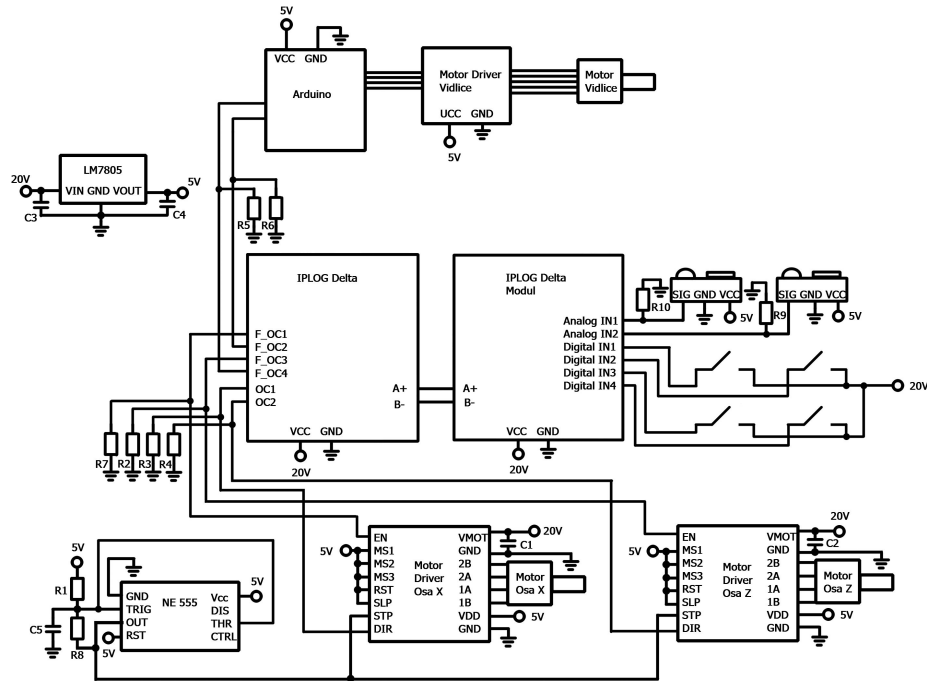 5V
VCC GND
Arduino
Motor Driver
Vidlice
UCC GND
5V
Motor
Vidlice
LM7805
20V
5V
VIN GND VOUT
C3
C4
R5
R6
IPLOG Delta
F_OC1
F_OC2
F_OC3
F_OC4
OC1
OC2
A+
B-
VCC GND
20V
IPLOG Delta
Modul
Analog IN1
Analog IN2
Digital IN1
Digital IN2
Digital IN3
Digital IN4
A+
B-
VCC GND
20V
R10
SIG GND VCC
5V
R9
SIG GND VCC
5V
20V
R7
R2
R3
R4
5V
R1
C5
R8
5V
GND
TRIG
OUT
RST
NE 555
Vcc
DIS
THR
CTRL
5V
5V
EN
MS1
MS2
MS3
RST
SLP
STP
DIR
Motor
Driver
Osa X
VMOT
GND
2B
2A
1A
1B
VDD
GND
20V
C1
Motor
Osa X
5V
5V
EN
MS1
MS2
MS3
RST
SLP
STP
DIR
Motor
Driver
Osa Z
VMOT
GND
2B
2A
1A
1B
VDD
GND
20V
C2
Motor
Osa Z
5V